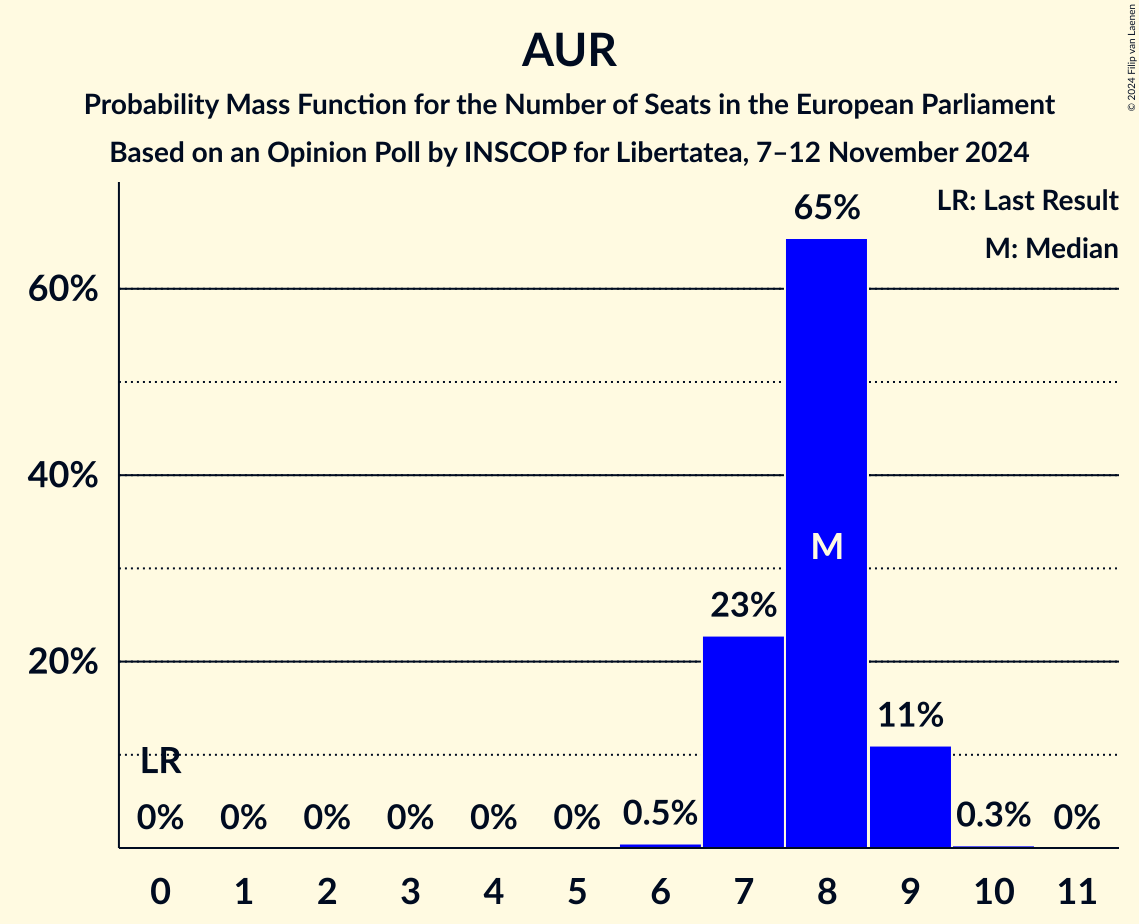 AUR
Probability Mass Function for the Number of Seats in the European Parliament
Based on an Opinion Poll by INSCOP for Libertatea, 7–12 November 2024
© 2024 Filip van Laenen
LR: Last Result
M: Median
60%
40%
20%
LR
0%
0%
0%
0%
0%
0%
0.5%
23%
65%
M
11%
0.3%
0%
0 1 2 3 4 5 6 7 8 9 10 11